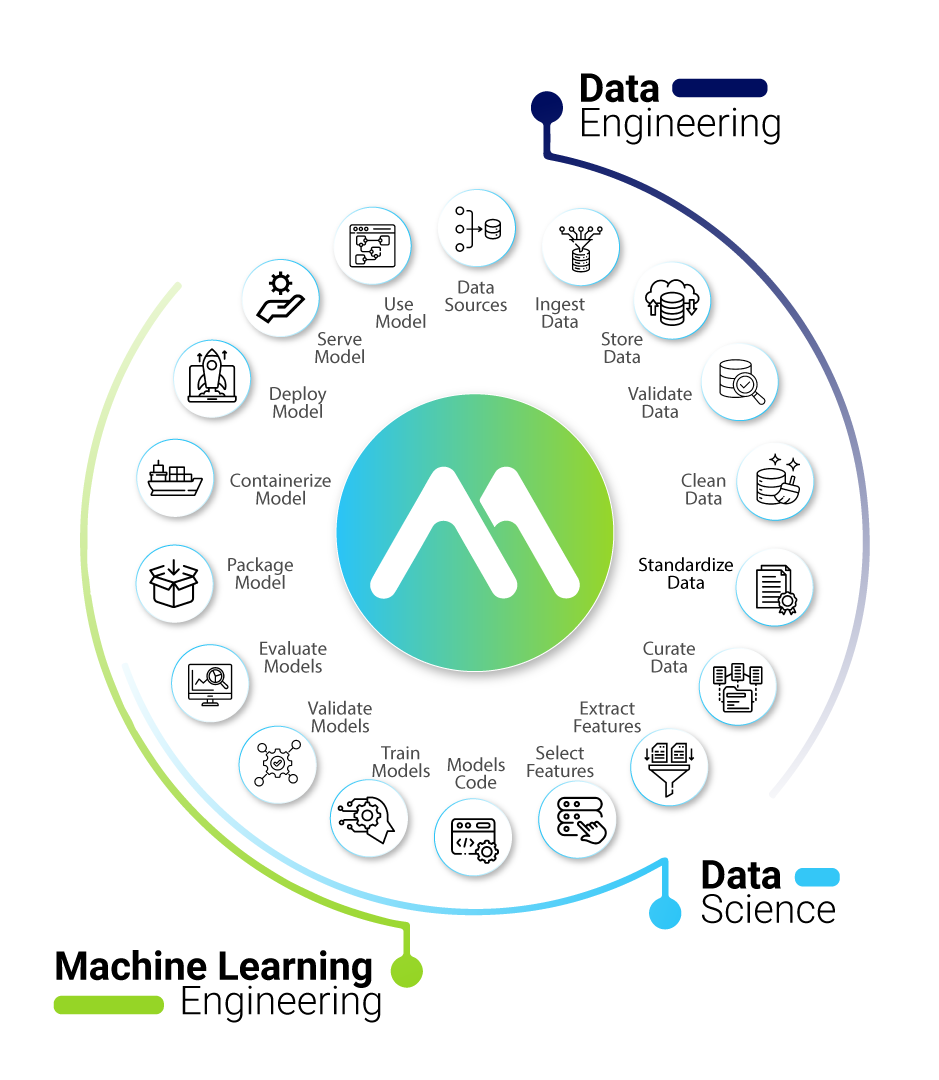 Data
Engineering
Data
Sources
Ingest
Data
Store
Data
Validate
Data
Clean
Data
Standardize
Data
Curate
Data
Extract
Features
Select
Features
Models
Code
Train
Models
Validate
Models
Evaluate
Models
Package
Model
Containerize
Model
Deploy
Model
Serve
Model
Use
Model
Data
Science
Machine Learning
Engineering